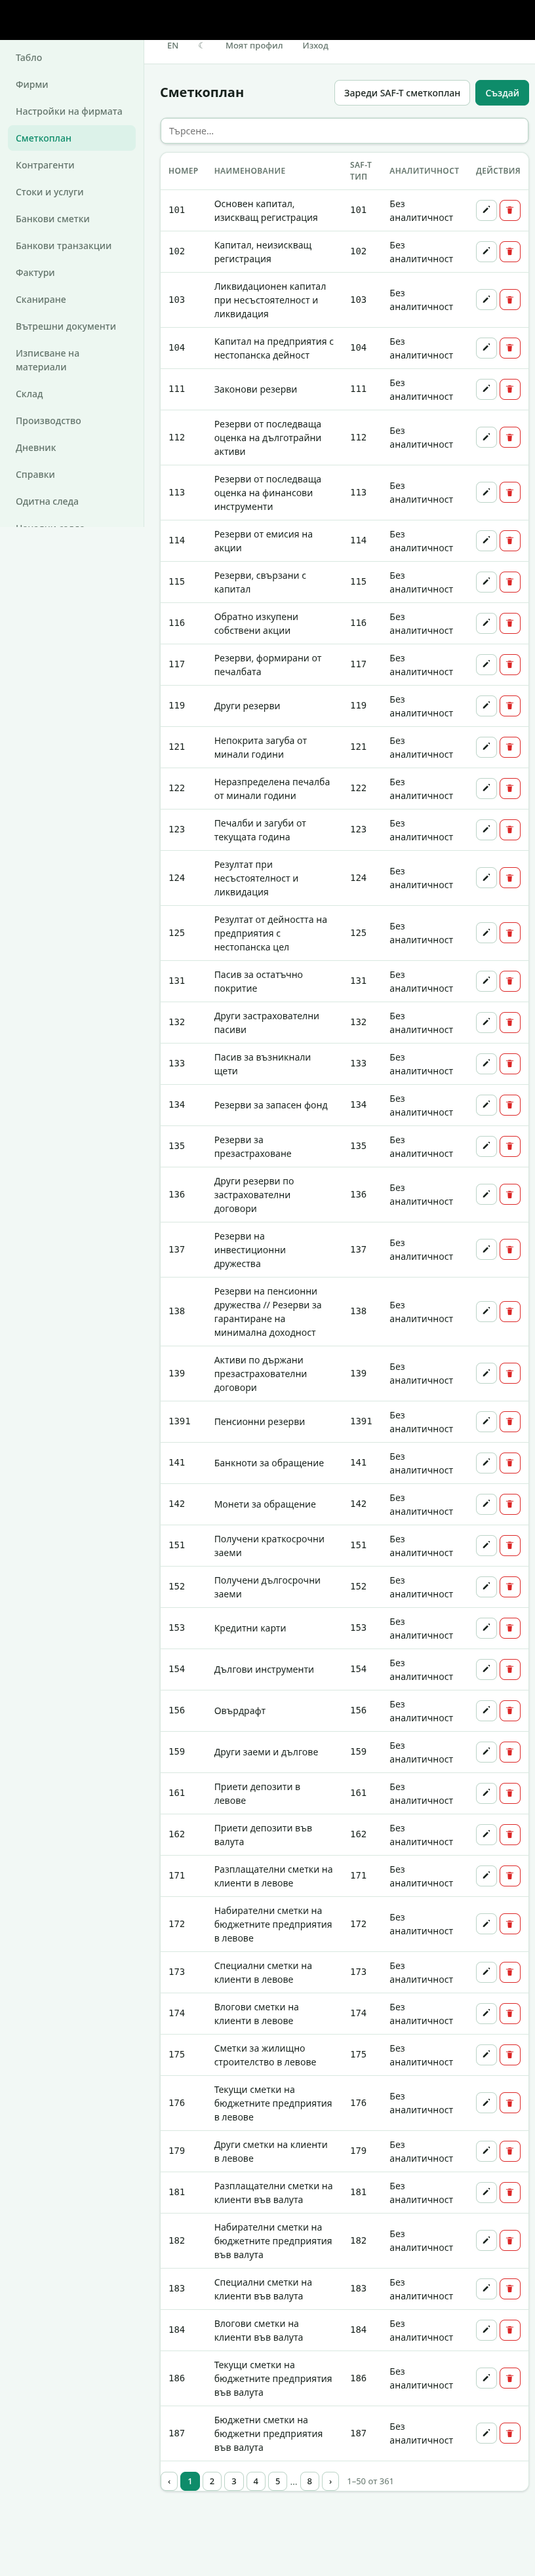 EN ☾ Моят профил Изход
Табло
Фирми
Настройки на фирмата
Сметкоплан
Контрагенти
Стоки и услуги
Банкови сметки
Банкови транзакции
Фактури
Сканиране
Вътрешни документи
Изписване на
материали
Склад
Производство
Дневник
Справки
Одитна следа
Сметкоплан
Зареди SAF-T сметкоплан
Създай
Търсене...
НОМЕР НАИМЕНОВАНИЕ SAF-T ТИП АНАЛИТИЧНОСТ ДЕЙСТВИЯ
101 Основен капитал, изискващ регистрация 101 Без аналитичност
102 Капитал, неизискващ регистрация 102 Без аналитичност
103 Ликвидационен капитал при несъстоятелност и ликвидация 103 Без аналитичност
104 Капитал на предприятия с нестопанска дейност 104 Без аналитичност
111 Законови резерви 111 Без аналитичност
112 Резерви от последваща оценка на дълготрайни активи 112 Без аналитичност
113 Резерви от последваща оценка на финансови инструменти 113 Без аналитичност
114 Резерви от емисия на акции 114 Без аналитичност
115 Резерви, свързани с капитал 115 Без аналитичност
116 Обратно изкупени собствени акции 116 Без аналитичност
117 Резерви, формирани от печалбата 117 Без аналитичност
119 Други резерви 119 Без аналитичност
121 Непокрита загуба от минали години 121 Без аналитичност
122 Неразпределена печалба от минали години 122 Без аналитичност
123 Печалби и загуби от текущата година 123 Без аналитичност
124 Резултат при несъстоятелност и ликвидация 124 Без аналитичност
125 Резултат от дейността на предприятия с нестопанска цел 125 Без аналитичност
131 Пасив за остатъчно покритие 131 Без аналитичност
132 Други застрахователни пасиви 132 Без аналитичност
133 Пасив за възникнали щети 133 Без аналитичност
134 Резерви за запасен фонд 134 Без аналитичност
135 Резерви за презастраховане 135 Без аналитичност
136 Други резерви по застрахователни договори 136 Без аналитичност
137 Резерви на инвестиционни дружества 137 Без аналитичност
138 Резерви на пенсионни дружества // Резерви за гарантиране на минимална доходност 138 Без аналитичност
139 Активи по държани презастрахователни договори 139 Без аналитичност
1391 Пенсионни резерви 1391 Без аналитичност
141 Банкноти за обращение 141 Без аналитичност
142 Монети за обращение 142 Без аналитичност
151 Получени краткосрочни заеми 151 Без аналитичност
152 Получени дългосрочни заеми 152 Без аналитичност
153 Кредитни карти 153 Без аналитичност
154 Дългови инструменти 154 Без аналитичност
156 Овърдрафт 156 Без аналитичност
159 Други заеми и дългове 159 Без аналитичност
161 Приети депозити в левове 161 Без аналитичност
162 Приети депозити във валута 162 Без аналитичност
171 Разплащателни сметки на клиенти в левове 171 Без аналитичност
172 Набирателни сметки на бюджетните предприятия в левове 172 Без аналитичност
173 Специални сметки на клиенти в левове 173 Без аналитичност
174 Влогови сметки на клиенти в левове 174 Без аналитичност
175 Сметки за жилищно строителство в левове 175 Без аналитичност
176 Текущи сметки на бюджетните предприятия в левове 176 Без аналитичност
179 Други сметки на клиенти в левове 179 Без аналитичност
181 Разплащателни сметки на клиенти във валута 181 Без аналитичност
182 Набирателни сметки на бюджетните предприятия във валута 182 Без аналитичност
183 Специални сметки на клиенти във валута 183 Без аналитичност
184 Влогови сметки на клиенти във валута 184 Без аналитичност
186 Текущи сметки на бюджетните предприятия във валута 186 Без аналитичност
187 Бюджетни сметки на бюджетни предприятия във валута 187 Без аналитичност
‹ 1 2 3 4 5 ... 8 › 1–50 от 361